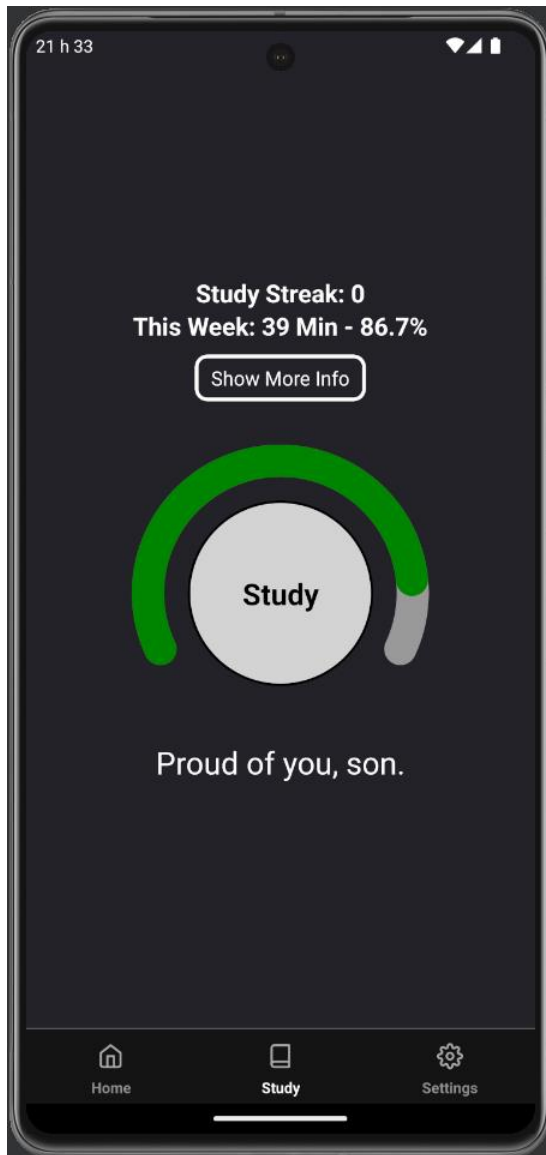 21 h 33
Study Streak: 0
This Week: 39 Min - 86.7%
Show More Info
Study
Proud of you, son.
Home
Study
Settings